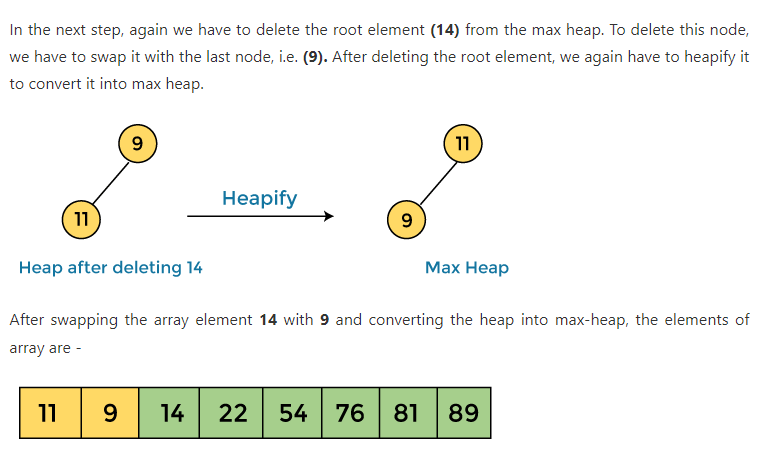 In the next step, again we have to delete the root element (14) from the max heap. To delete this node,
we have to swap it with the last node, i.e. (9). After deleting the root element, we again have to heapify it
to convert it into max heap.
9
11
Heapify
11
9
Heap after deleting 14
Max Heap
After swapping the array element 14 with 9 and converting the heap into max-heap, the elements of
array are -
11 9 14 22 54 76 81 89